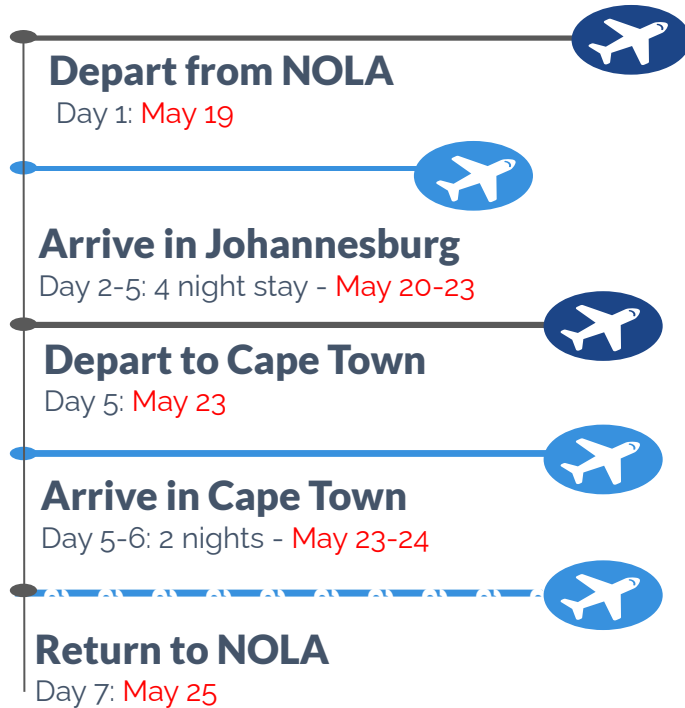 Depart from NOLA
Day 1: May 19
Arrive in Johannesburg
Day 2-5: 4 night stay - May 20-23
Depart to Cape Town
Day 5: May 23
Arrive in Cape Town
Day 5-6: 2 nights - May 23-24
Return to NOLA
Day 7: May 25